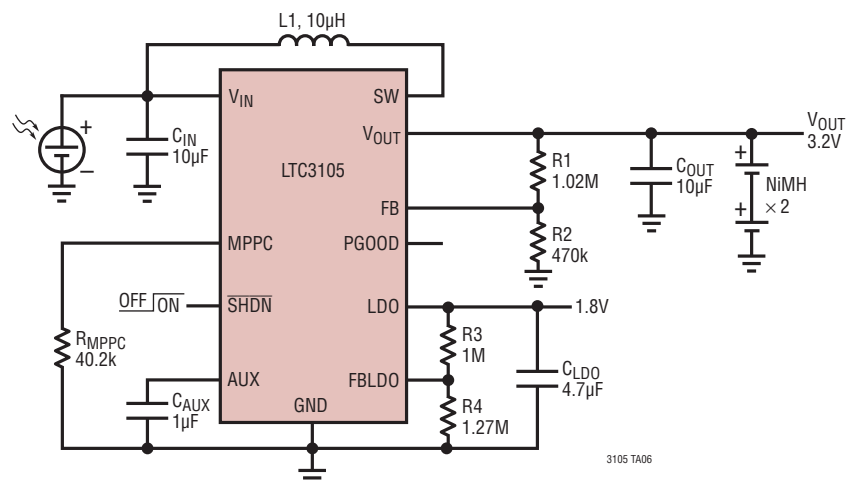 L1, 10µH
VIN
SW
VOUT
VOUT
3.2V
CIN
10µF
LTC3105
R1
1.02M
COUT
10µF
NiMH
× 2
FB
MPPC
PGOOD
R2
470k
OFF ON
SHDN
LDO
1.8V
RMPPC
40.2k
R3
1M
AUX
FBLDO
CLDO
4.7µF
CAUX
1µF
GND
R4
1.27M
3105 TA06